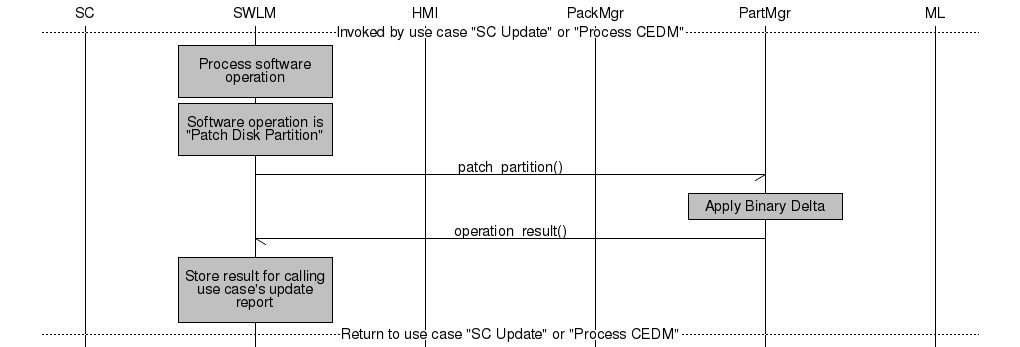 SC SWLM HMI PackMgr PartMgr ML
Invoked by use case "SC Update" or "Process CEDM"
Process software
operation
Software operation is
"Patch Disk Partition"
patch_partition()
Apply Binary Delta
operation_result()
Store result for calling
use case's update
report
Return to use case "SC Update" or "Process CEDM"